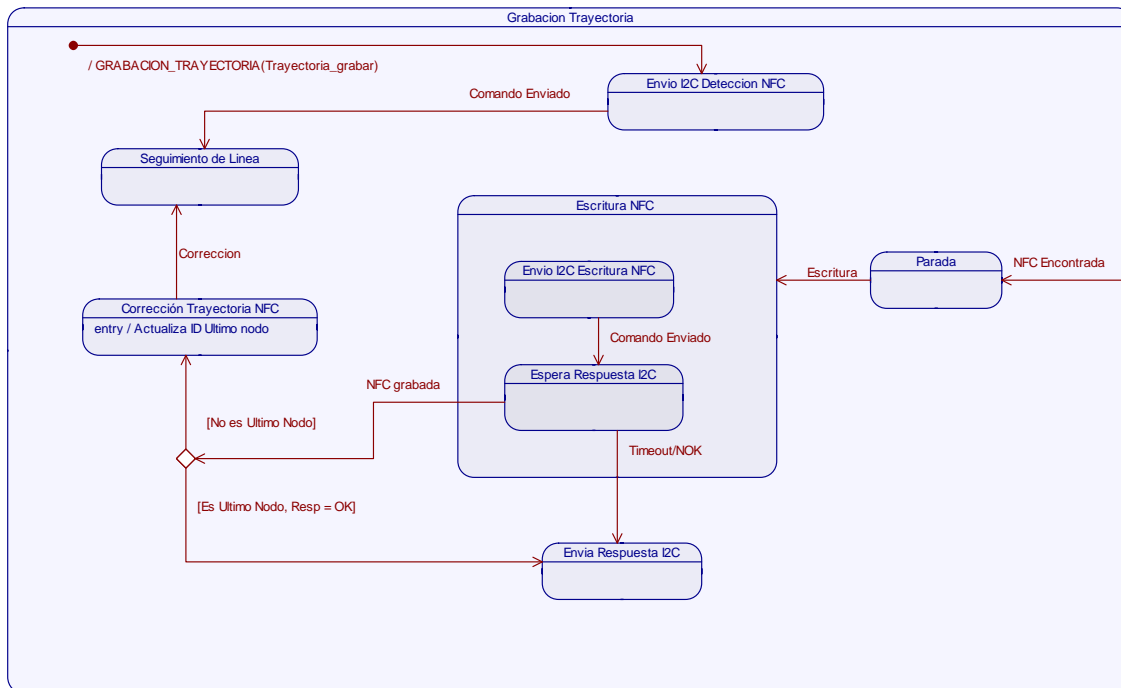 Grabacion Trayectoria
/ GRABACION_TRAYECTORIA(Trayectoria_grabar)
Envio I2C Deteccion NFC
Comando Enviado
Seguimiento de Linea
Escritura NFC
Correccion
Envio I2C Escritura NFC
Parada
NFC Encontrada
Escritura
Corrección Trayectoria NFC
entry / Actualiza ID Ultimo nodo
Comando Enviado
Espera Respuesta I2C
NFC grabada
[No es Ultimo Nodo]
Timeout/NOK
[Es Ultimo Nodo, Resp = OK]
Envia Respuesta I2C